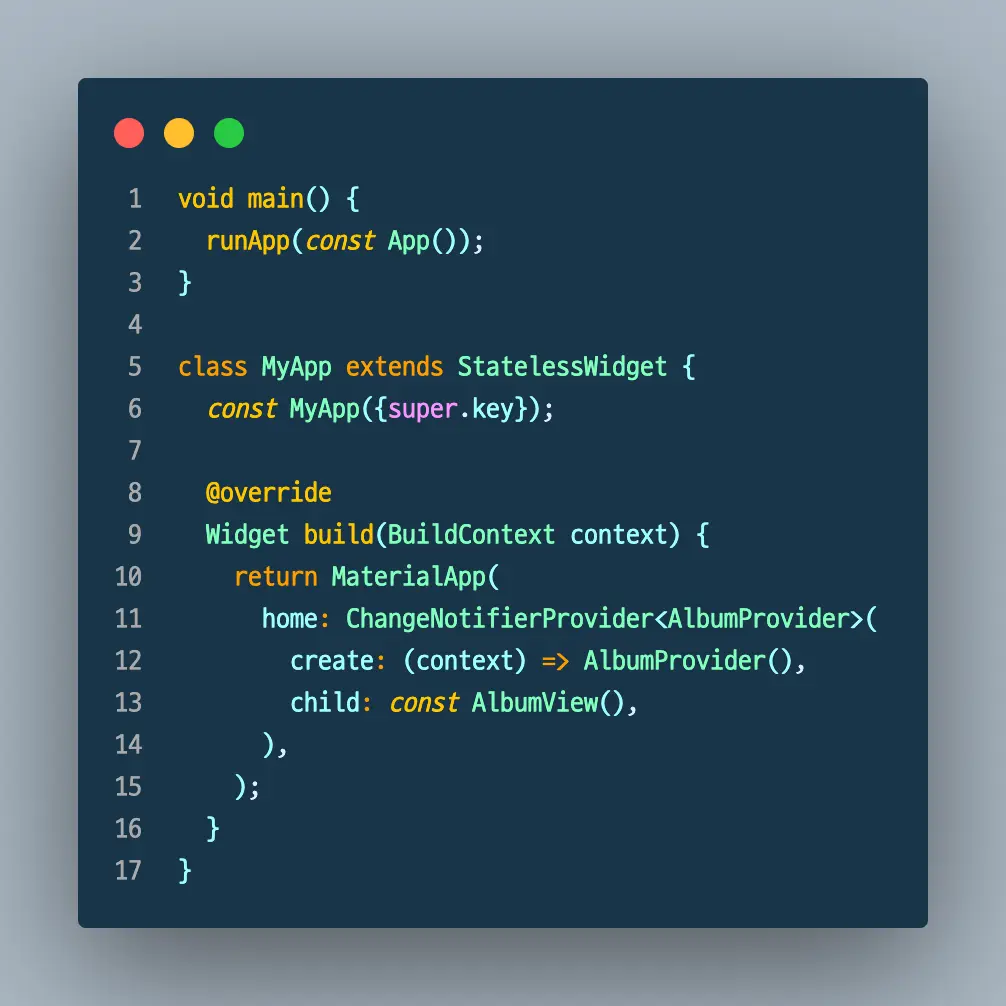 1 void main() {
2   runApp(const App());
3 }
4
5 class MyApp extends StatelessWidget {
6   const MyApp({super.key});
7
8   @override
9   Widget build(BuildContext context) {
10     return MaterialApp(
11       home: ChangeNotifierProvider<AlbumProvider>(
12         create: (context) => AlbumProvider(),
13         child: const AlbumView(),
14       ),
15     );
16   }
17 }